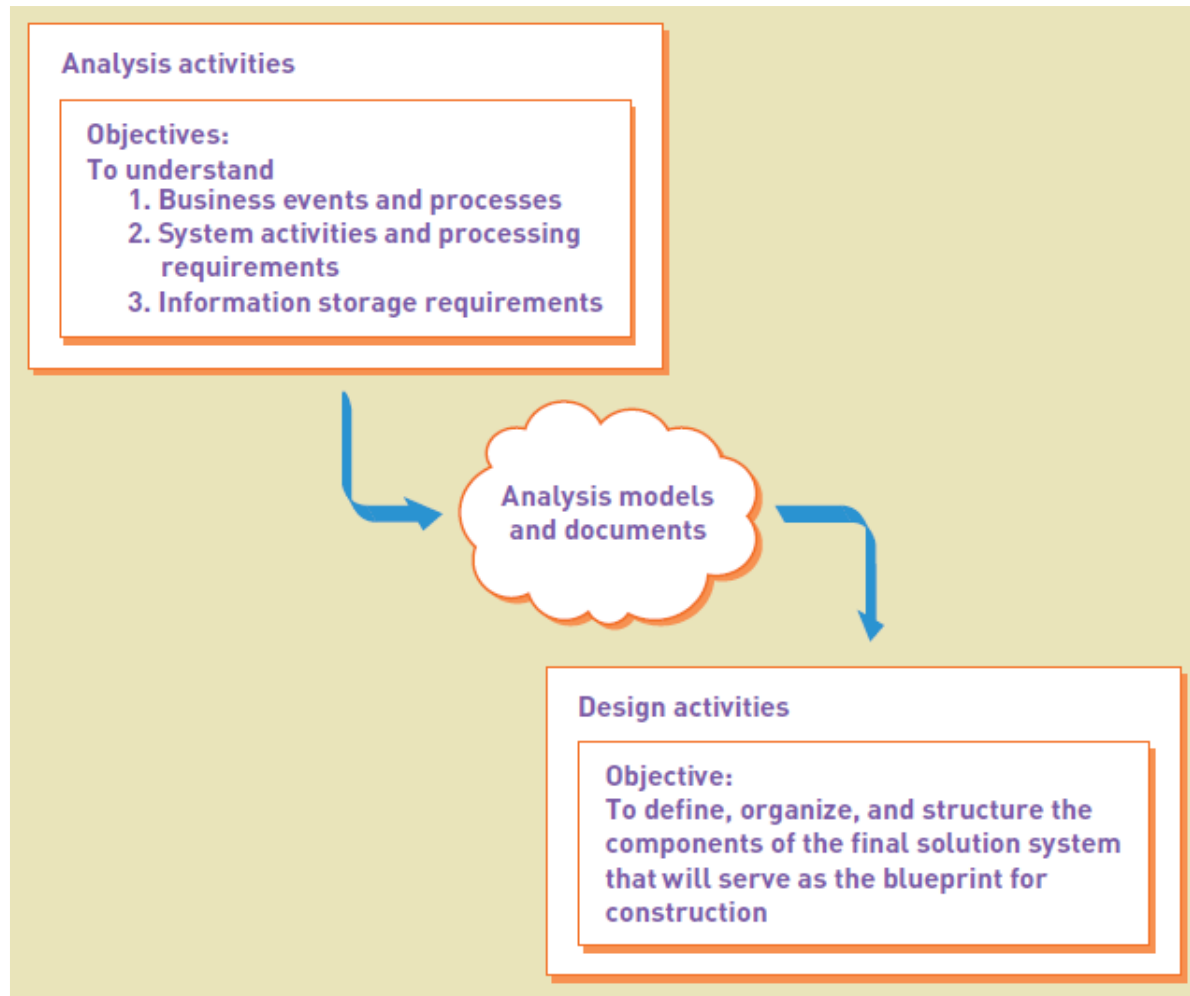 Analysis activities
Objectives:
To understand
1. Business events and processes
2. System activities and processing
requirements
3. Information storage requirements
Analysis models
and documents
Design activities
Objective:
To define, organize, and structure the
components of the final solution system
that will serve as the blueprint for
construction